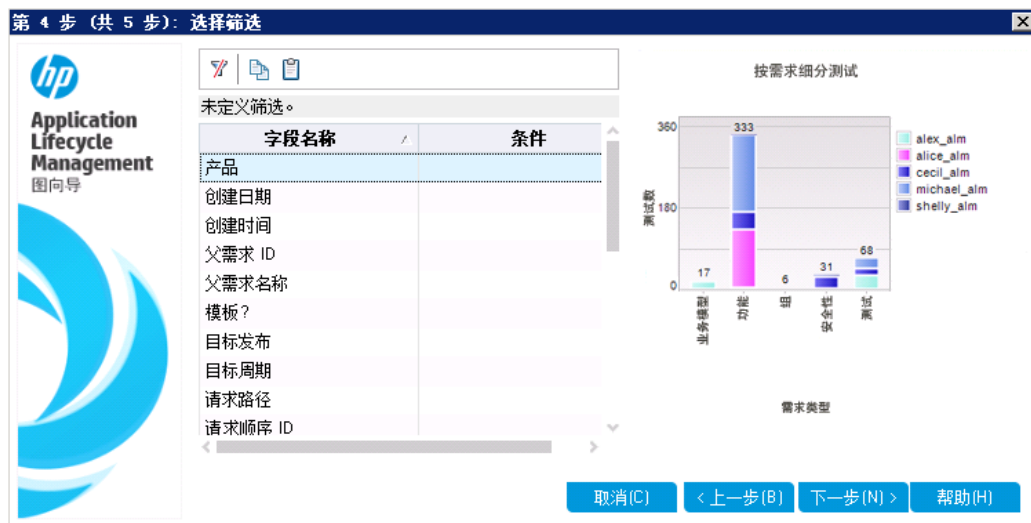 第 4 步 (共 5 步): 选择筛选
hp
Application
Lifecycle
Management
图向导
未定义筛选。
字段名称 条件
产品
创建日期
创建时间
父需求 ID
父需求名称
模板?
目标发布
目标周期
请求路径
请求顺序 ID
按需求细分测试
360
180
0
测试数
17
333
6
31
68
业务模型
功能
组
安全性
测试
需求类型
alex_alm
alice_alm
cecil_alm
michael_alm
shelly_alm
取消(C) <上一步(B) 下一步(N)> 帮助(H)